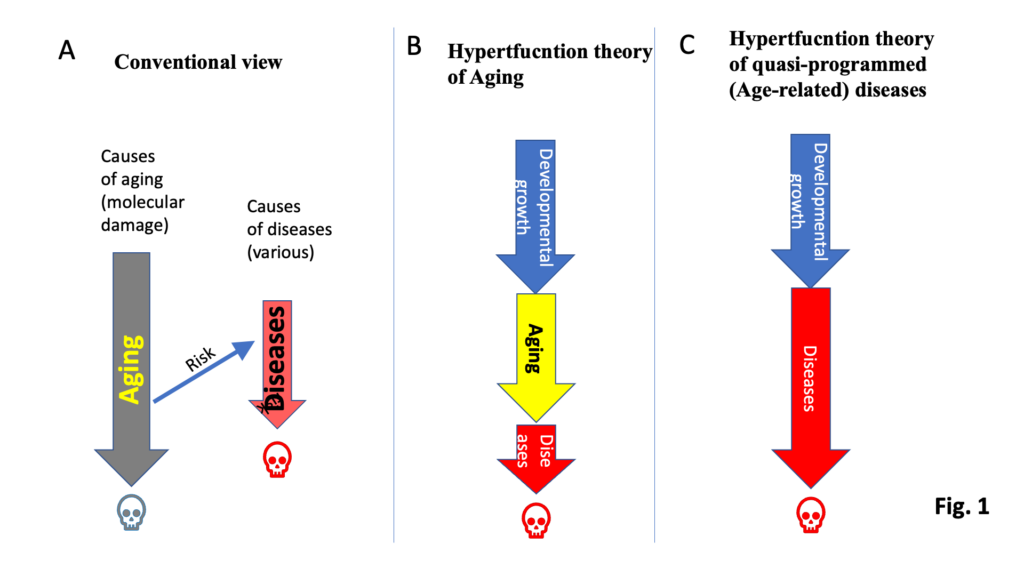 A
Conventional view
Causes
of aging
(molecular
damage)
Causes
of diseases
(various)
Aging
Risk
Diseases
B
Hypertfucntion theory
of Aging
Developmental
growth
Aging
Dise
ases
C
Hypertfucntion theory
of quasi-programmed
(Age-related) diseases
Developmental
growth
Diseases
Fig. 1